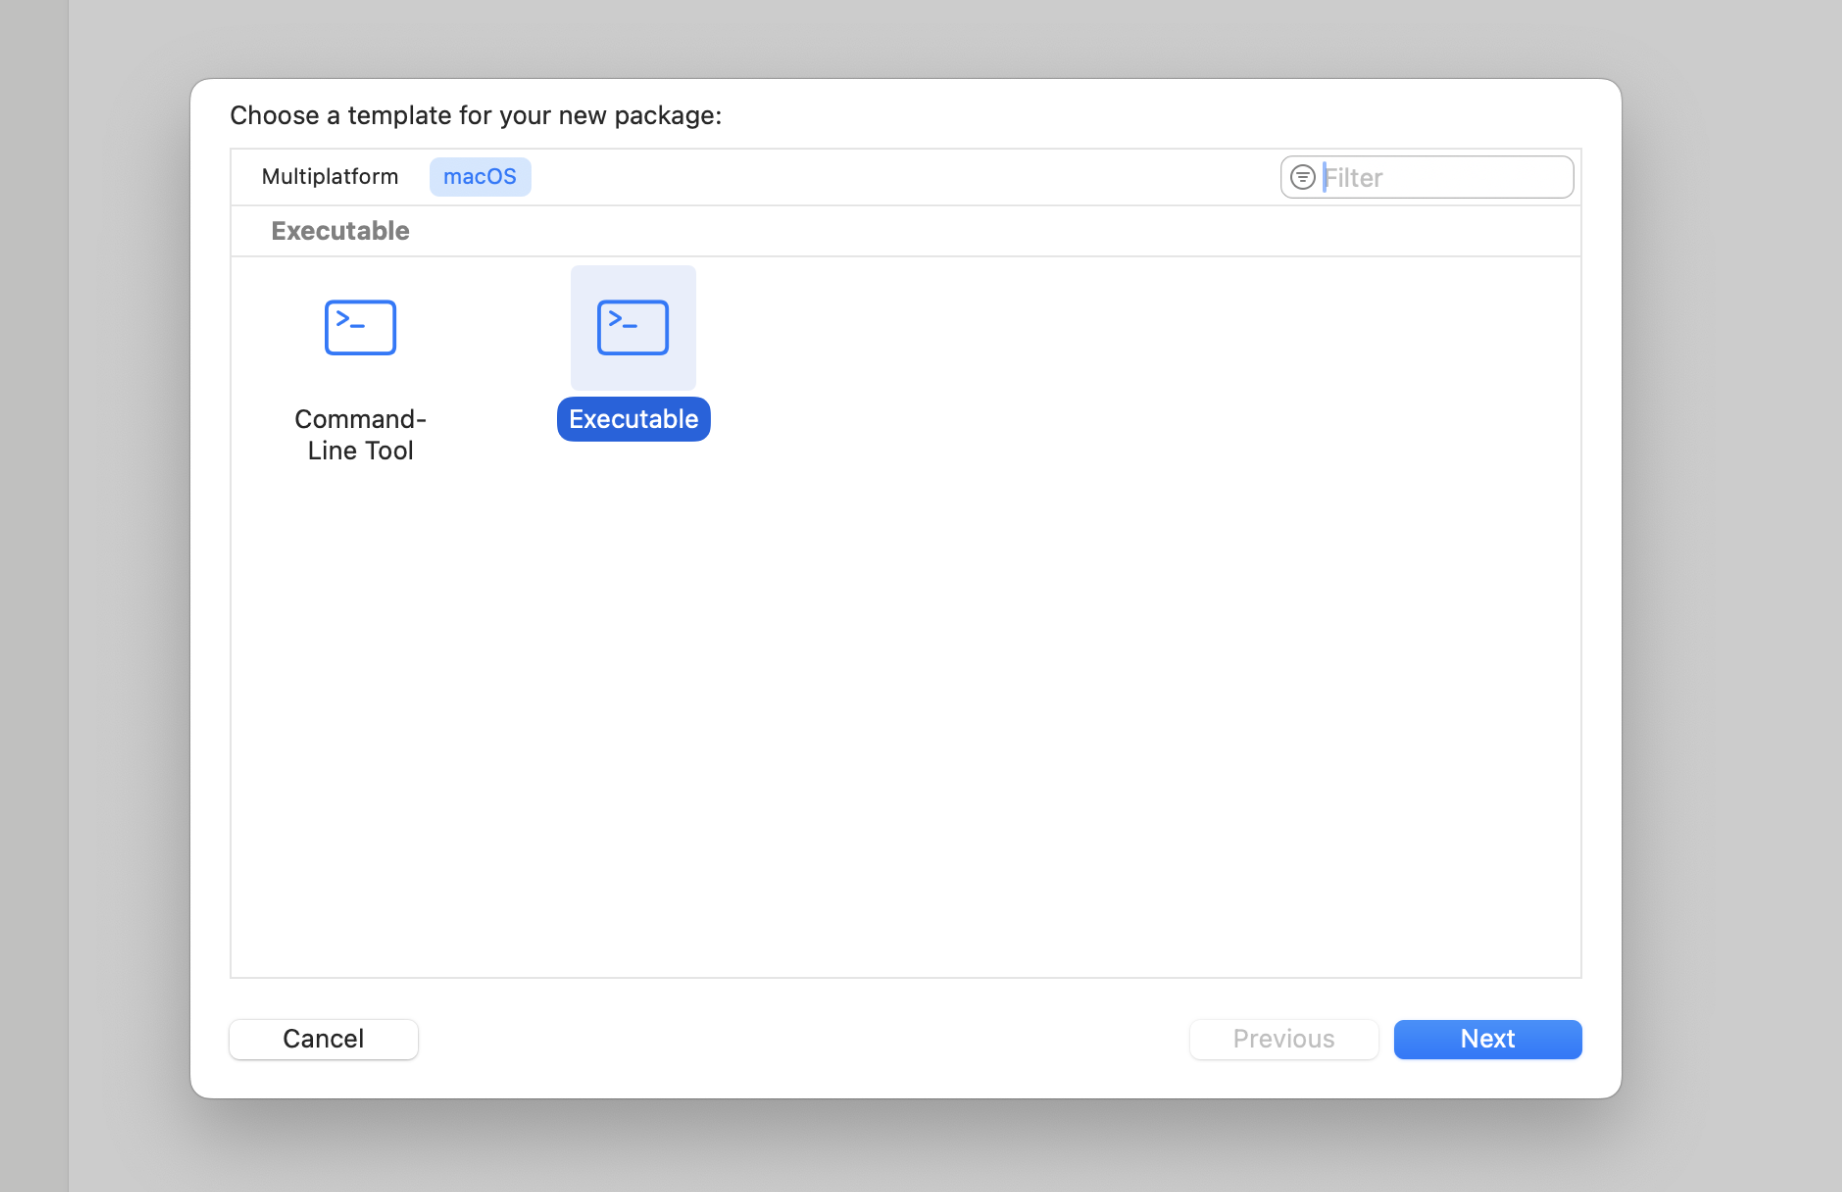 Choose a template for your new package:
Multiplatform
macOS
Filter
Executable
Command-
Line Tool
Executable
Cancel
Previous
Next